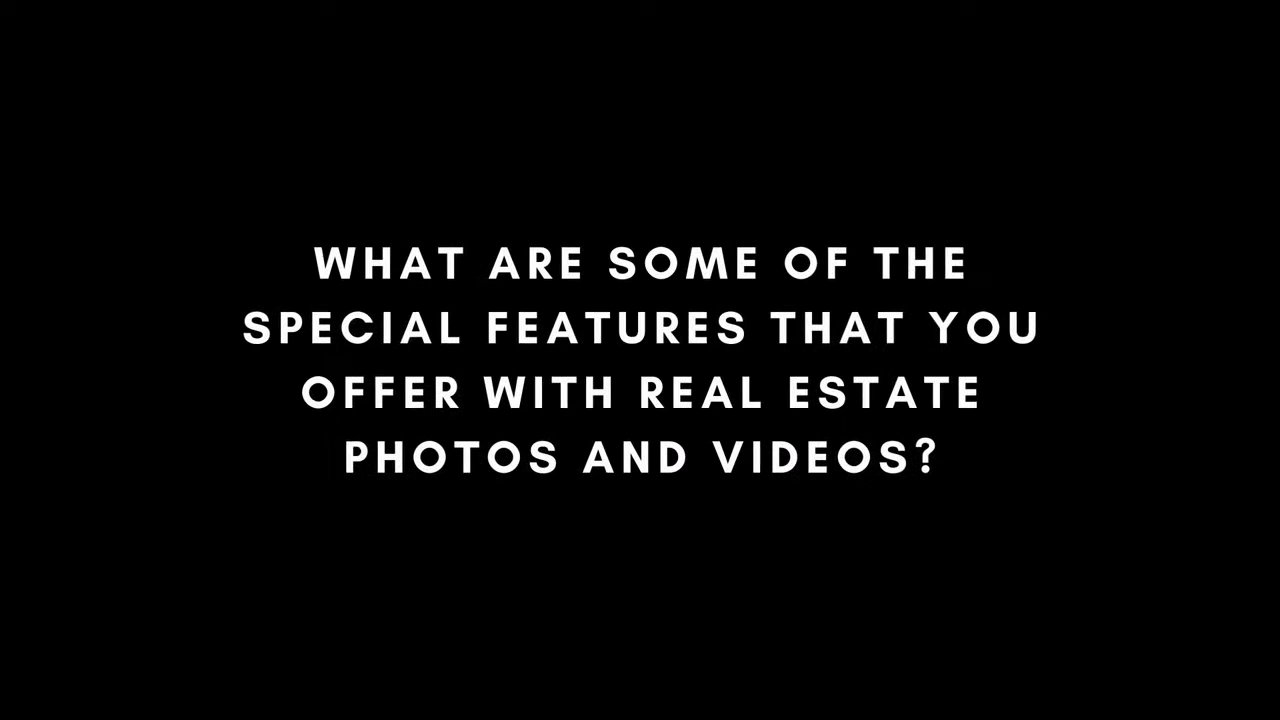 WHAT ARE SOME OF THE
SPECIAL FEATURES THAT YOU
OFFER WITH REAL ESTATE
PHOTOS AND VIDEOS?